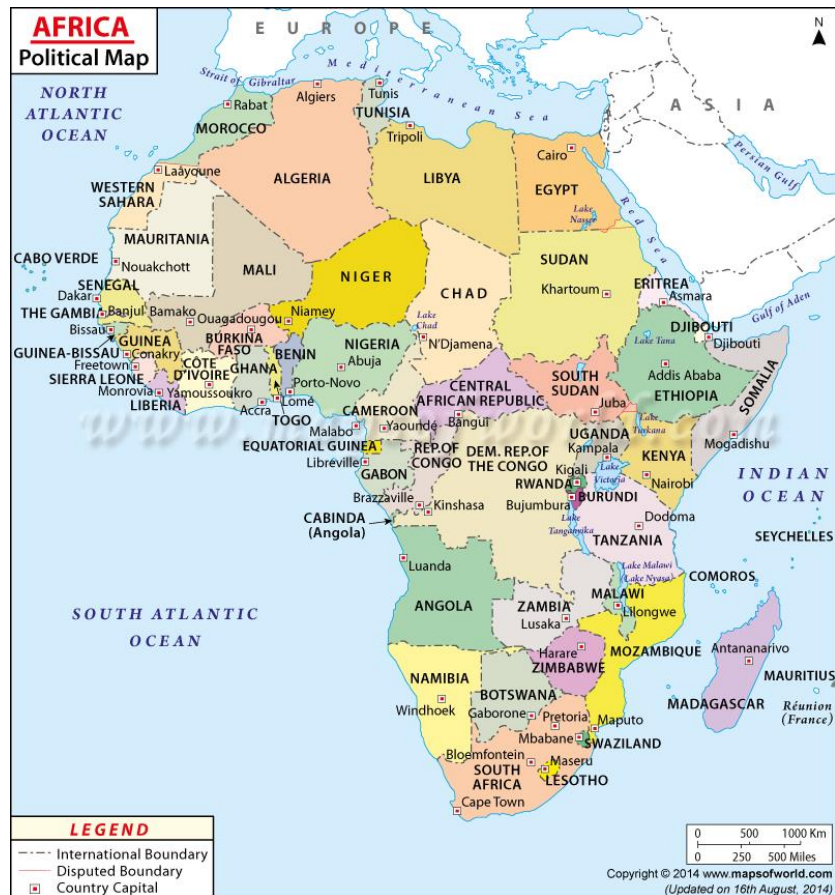 AFRICA
Political Map
EUROPE
N
ASIA
NORTH
ATLANTIC
OCEAN
Strait of Gibraltar
Mediterranean Sea
Persian Gulf
Red Sea
Gulf of Aden
Rabat
MOROCCO
Algiers
Tunis
TUNISIA
Tripoli
Laâyoune
WESTERN
SAHARA
ALGERIA
LIBYA
Cairo
EGYPT
Lake
Nasser
MAURITANIA
Nouakchott
CABO VERDE
MALI
NIGER
CHAD
SUDAN
Khartoum
ERITREA
Asmara
SENEGAL
Dakar
THE GAMBIA
Banjul
Bamako
Ouagadougou
Niamey
Lake
Chad
Bissau
GUINEA-BISSAU
GUINEA
Conakry
BURKINA
FASO
BENIN
NIGERIA
Abuja
N'Djamena
Lake Tana
DJIBOUTI
Djibouti
Freetown
SIERRA LEONE
CÔTE
D'IVOIRE
GHANA
Porto-Novo
Monrovia
LIBERIA
Yamoussoukro
Accra
Lomé
TOGO
CENTRAL
AFRICAN REPUBLIC
SOUTH
SUDAN
Juba
Addis Ababa
ETHIOPIA
SOMALIA
CAMEROON
Yaoundé
Bangui
Malabo
EQUATORIAL GUINEA
Libreville
GABON
REP.OF
CONGO
DEM. REP.OF
THE CONGO
UGANDA
Kampala
Lake
Turkana
KENYA
Nairobi
Mogadishu
Kigali
RWANDA
Lake
Victoria
Bujumbura
BURUNDI
Brazzaville
Kinshasa
CABINDA
(Angola)
Lake
Tanganyika
Dodoma
TANZANIA
INDIAN
OCEAN
SEYCHELLES
Luanda
ANGOLA
ZAMBIA
Lusaka
MALAWI
Lilongwe
Lake Malawi
(Lake Nyasa)
COMOROS
SOUTH ATLANTIC
OCEAN
Harare
ZIMBABWE
MOZAMBIQUE
Antananarivo
MADAGASCAR
MAURITIUS
Réunion
(France)
NAMIBIA
Windhoek
BOTSWANA
Gaborone
Pretoria
Maputo
Mbabane
SWAZILAND
Bloemfontein
Maseru
LESOTHO
SOUTH
AFRICA
Cape Town
LEGEND
International Boundary
Disputed Boundary
Country Capital
0 500 1000 Km
0 250 500 Miles
Copyright © 2014 www.mapsofworld.com
(Updated on 16th August, 2014)